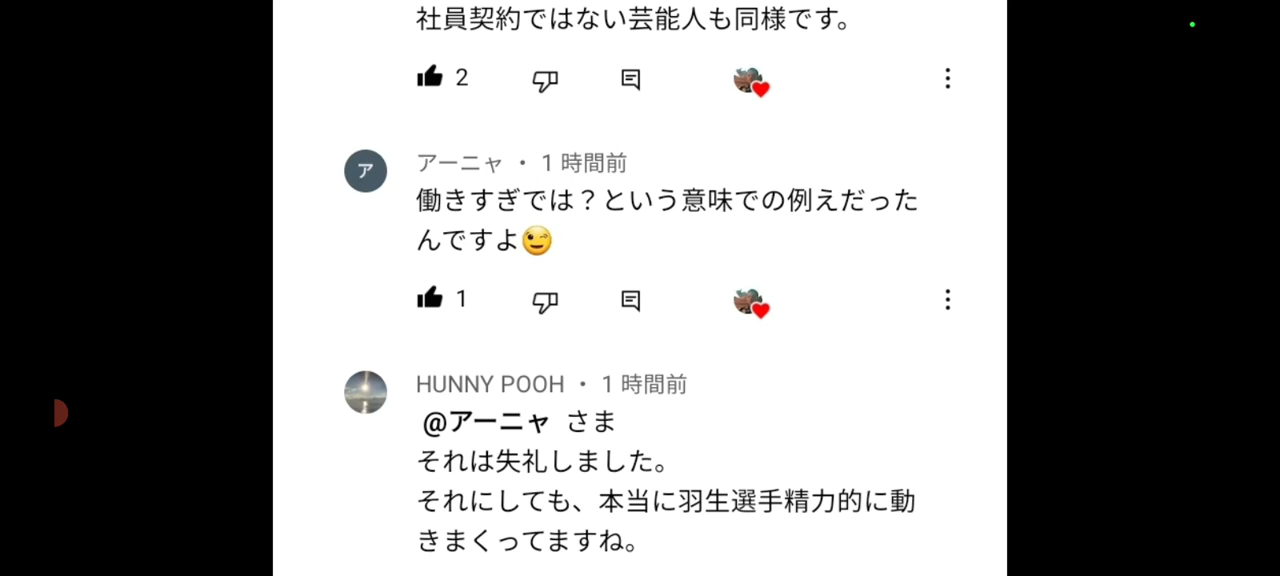 社員契約ではない芸能人も同様です。
2
ア
アーニャ ・ 1 時間前
働きすぎでは？という意味での例えだった
んですよ😉
1
HUNNY POOH ・ 1 時間前
@アーニャ さま
それは失礼しました。
それにしても、本当に羽生選手精力的に動
きまくってますね。